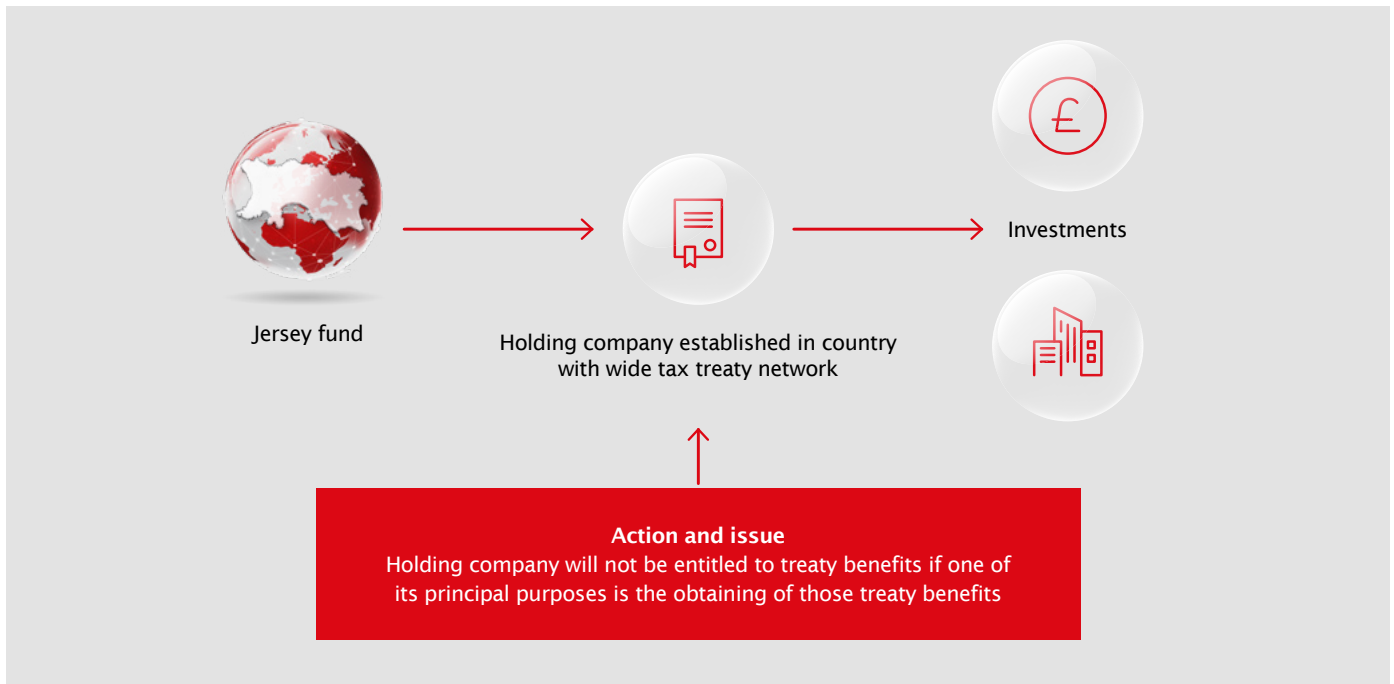 £
Investments
Jersey fund
Holding company established in country
with wide tax treaty network
Action and issue
Holding company will not be entitled to treaty benefits if one of
its principal purposes is the obtaining of those treaty benefits